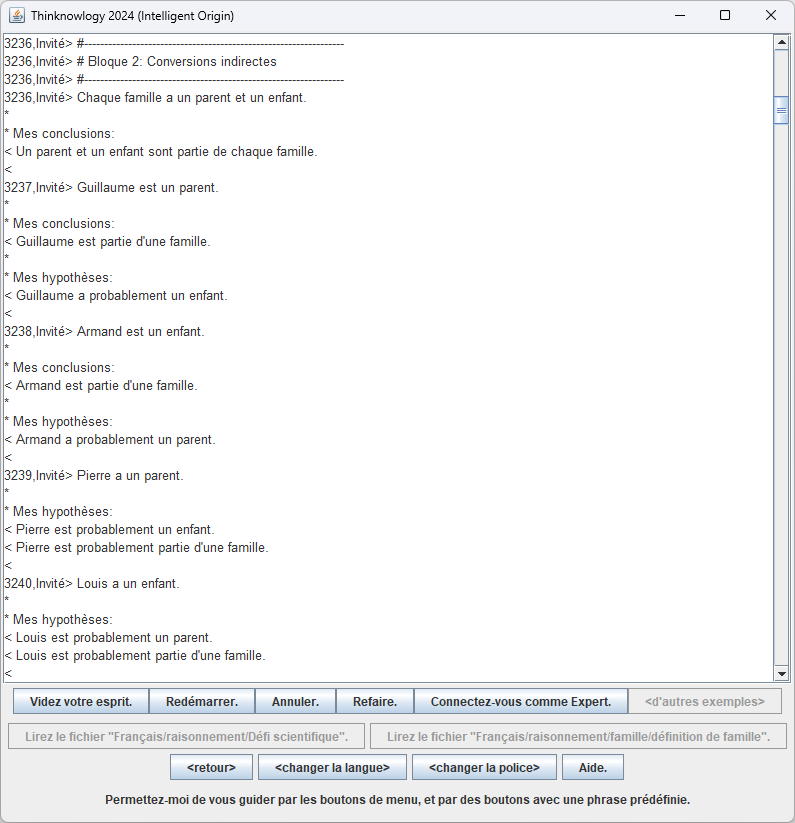 Thinknowlogy 2024 (Intelligent Origin)
3236,Invité> #-----------------------------------------------------------------
3236,Invité> # Bloque 2: Conversions indirectes
3236,Invité> #-----------------------------------------------------------------
3236,Invité> Chaque famille a un parent et un enfant.
*
* Mes conclusions:
< Un parent et un enfant sont partie de chaque famille.
<
3237,Invité> Guillaume est un parent.
*
* Mes conclusions:
< Guillaume est partie d'une famille.
*
* Mes hypothèses:
< Guillaume a probablement un enfant.
<
3238,Invité> Armand est un enfant.
*
* Mes conclusions:
< Armand est partie d'une famille.
*
* Mes hypothèses:
< Armand a probablement un parent.
<
3239,Invité> Pierre a un parent.
*
* Mes hypothèses:
< Pierre est probablement un enfant.
< Pierre est probablement partie d'une famille.
<
3240,Invité> Louis a un enfant.
*
* Mes hypothèses:
< Louis est probablement un parent.
< Louis est probablement partie d'une famille.
<
Videz votre esprit. Redémarrer. Annuler. Refaire. Connectez-vous comme Expert. <d'autres exemples>
Lirez le fichier "Français/raisonnement/Défi scientifique". Lirez le fichier "Français/raisonnement/famille/définition de famille".
<retour> <changer la langue> <changer la police> Aide.
Permettez-moi de vous guider par les boutons de menu, et par des boutons avec une phrase prédéfinie.